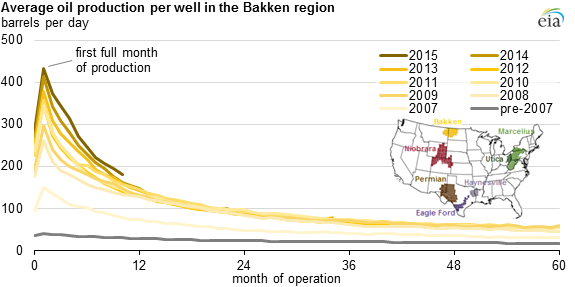 Average oil production per well in the Bakken region
barrels per day
eia
500
400
300
200
100
0
first full month
of production
2015 2014
2013 2012
2011 2010
2009 2008
2007 pre-2007
Bakken
Marcellus
Niobrara
Utica
Permian
Haynesville
Eagle Ford
0 12 24 36 48 60
month of operation